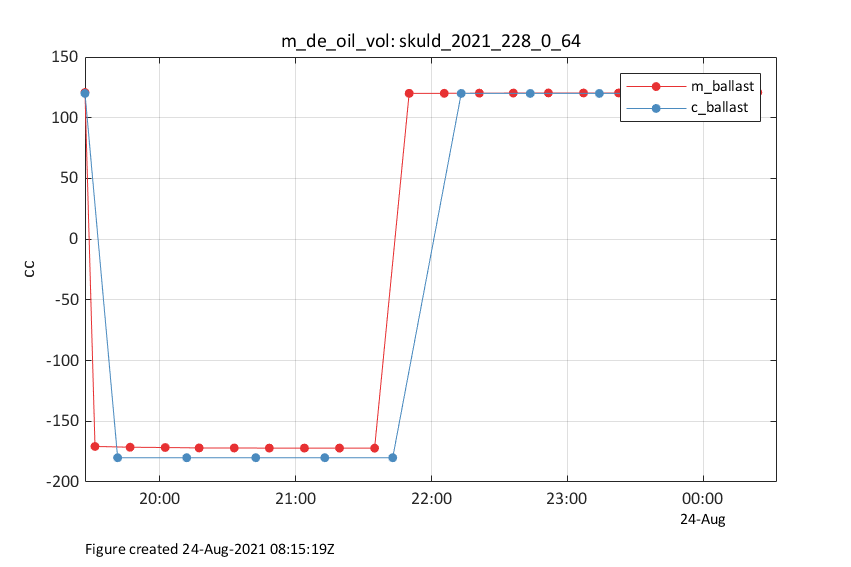 m_de_oil_vol: skuld_2021_228_0_64
150
100
50
0
-50
-100
-150
-200
cc
m_ballast
c_ballast
20:00 21:00 22:00 23:00 00:00
24-Aug
Figure created 24-Aug-2021 08:15:19Z